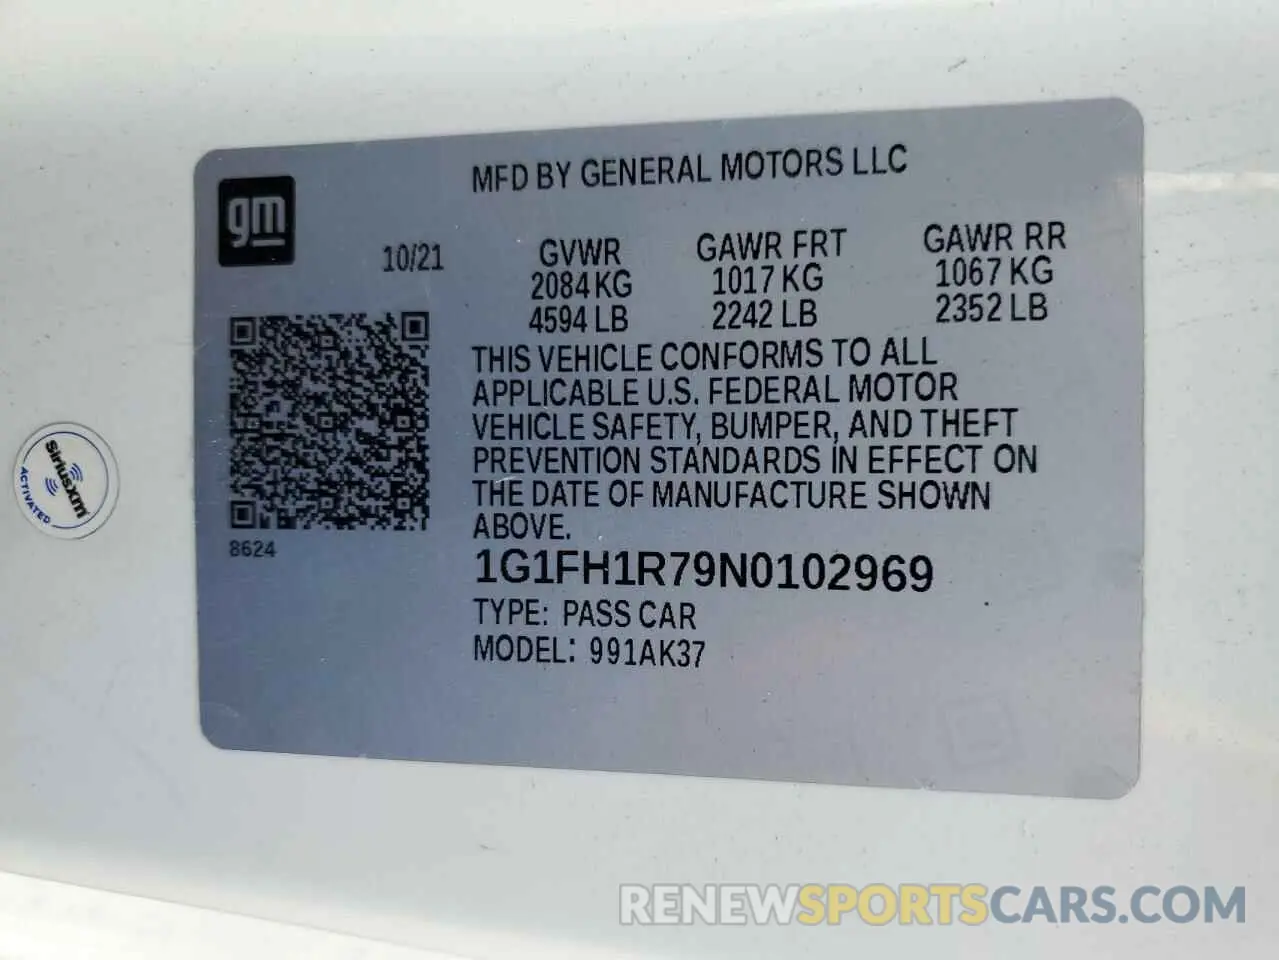 MFD BY GENERAL MOTORS LLC
gm
10/21
GVWR GAWR FRT GAWR RR
2084 KG 1017 KG 1067 KG
4594 LB 2242 LB 2352 LB
THIS VEHICLE CONFORMS TO ALL
APPLICABLE U.S. FEDERAL MOTOR
VEHICLE SAFETY, BUMPER, AND THEFT
PREVENTION STANDARDS IN EFFECT ON
THE DATE OF MANUFACTURE SHOWN
ABOVE.
8624
1G1FH1R79N0102969
TYPE: PASS CAR
MODEL: 991AK37
SiriusXm
ACTIVATED
RENEWSPORTSCARS.COM